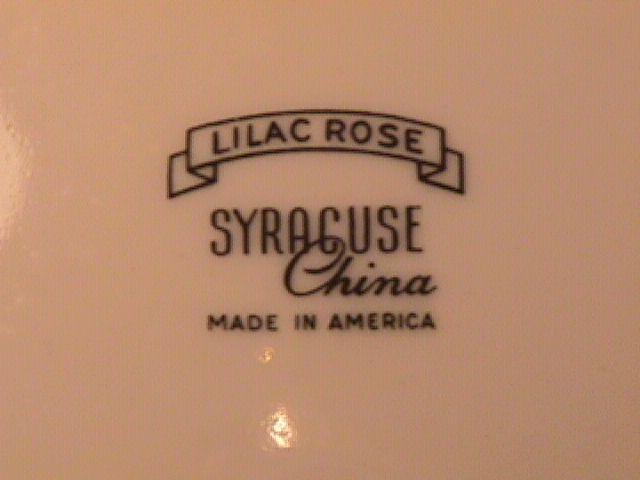 LILAC ROSE
SYRACUSE
China
MADE IN AMERICA